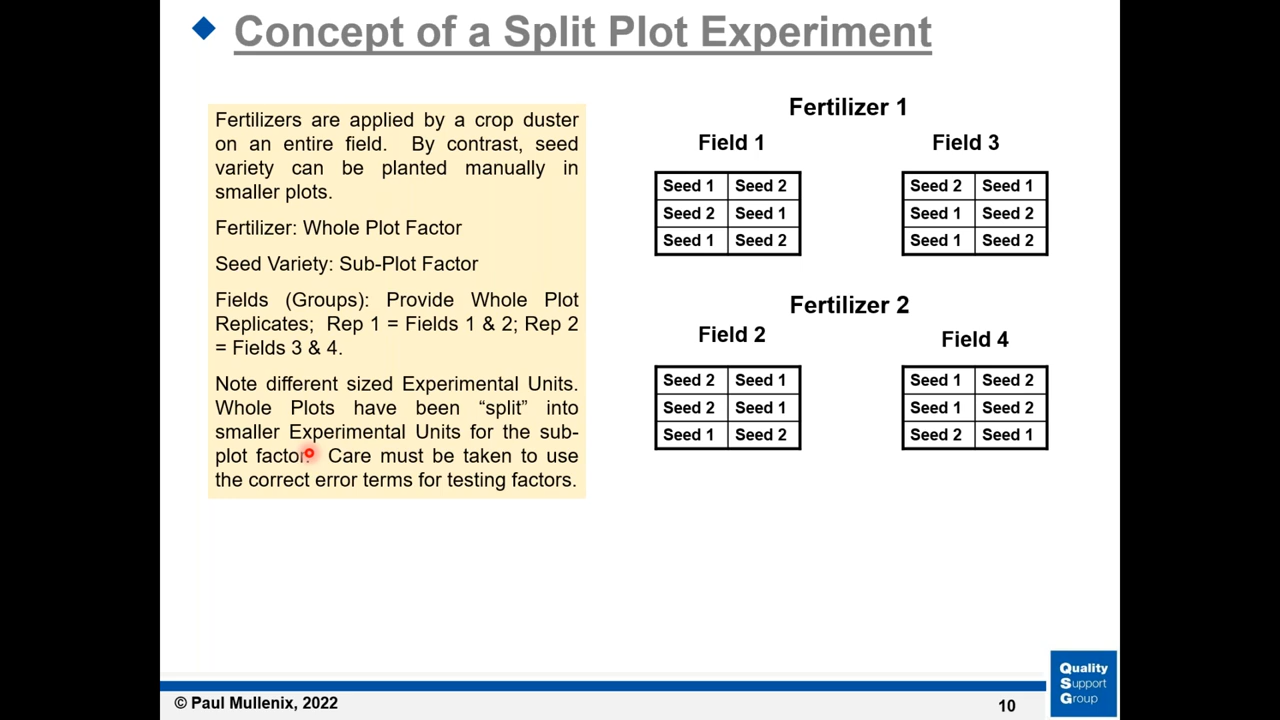 Concept of a Split Plot Experiment
Fertilizers are applied by a crop duster
on an entire field. By contrast, seed
variety can be planted manually in
smaller plots.
Fertilizer: Whole Plot Factor
Seed Variety: Sub-Plot Factor
Fields (Groups): Provide Whole Plot
Replicates; Rep 1 = Fields 1 & 2; Rep 2
= Fields 3 & 4.
Note different sized Experimental Units.
Whole Plots have been “split” into
smaller Experimental Units for the sub-
plot factor. Care must be taken to use
the correct error terms for testing factors.
Fertilizer 1
Field 1
Seed 1 Seed 2
Seed 2 Seed 1
Seed 1 Seed 2
Field 3
Seed 2 Seed 1
Seed 1 Seed 2
Seed 1 Seed 2
Fertilizer 2
Field 2
Seed 2 Seed 1
Seed 2 Seed 1
Seed 1 Seed 2
Field 4
Seed 1 Seed 2
Seed 1 Seed 2
Seed 2 Seed 1
© Paul Mullenix, 2022
10
Quality
Support
Group